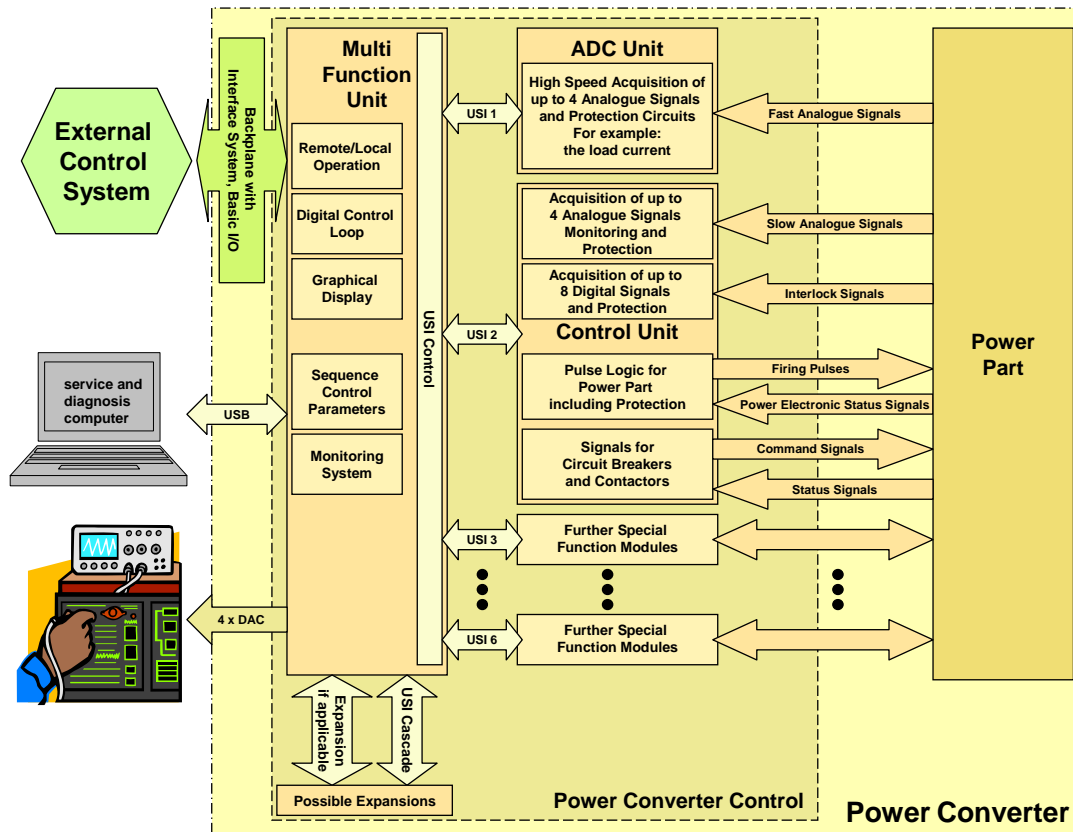 External
Control
System
Backplane with
Interface System, Basic I/O
Multi
Function
Unit
Remote/Local
Operation
Digital Control
Loop
Graphical
Display
Sequence
Control
Parameters
Monitoring
System
USI Control
USI 1
USI 2
USI 3
USI 6
ADC Unit
High Speed Acquisition of
up to 4 Analogue Signals
and Protection Circuits
For example:
the load current
Acquisition of up to
4 Analogue Signals
Monitoring and
Protection
Acquisition of up to
8 Digital Signals
and Protection
Control Unit
Pulse Logic for
Power Part
including Protection
Signals for
Circuit Breakers
and Contactors
Further Special
Function Modules
Further Special
Function Modules
Fast Analogue Signals
Slow Analogue Signals
Interlock Signals
Firing Pulses
Power Electronic Status Signals
Command Signals
Status Signals
Power
Part
service and
diagnosis
computer
USB
4 x DAC
Expansion
if applicable
USI Cascade
Possible Expansions
Power Converter Control
Power Converter